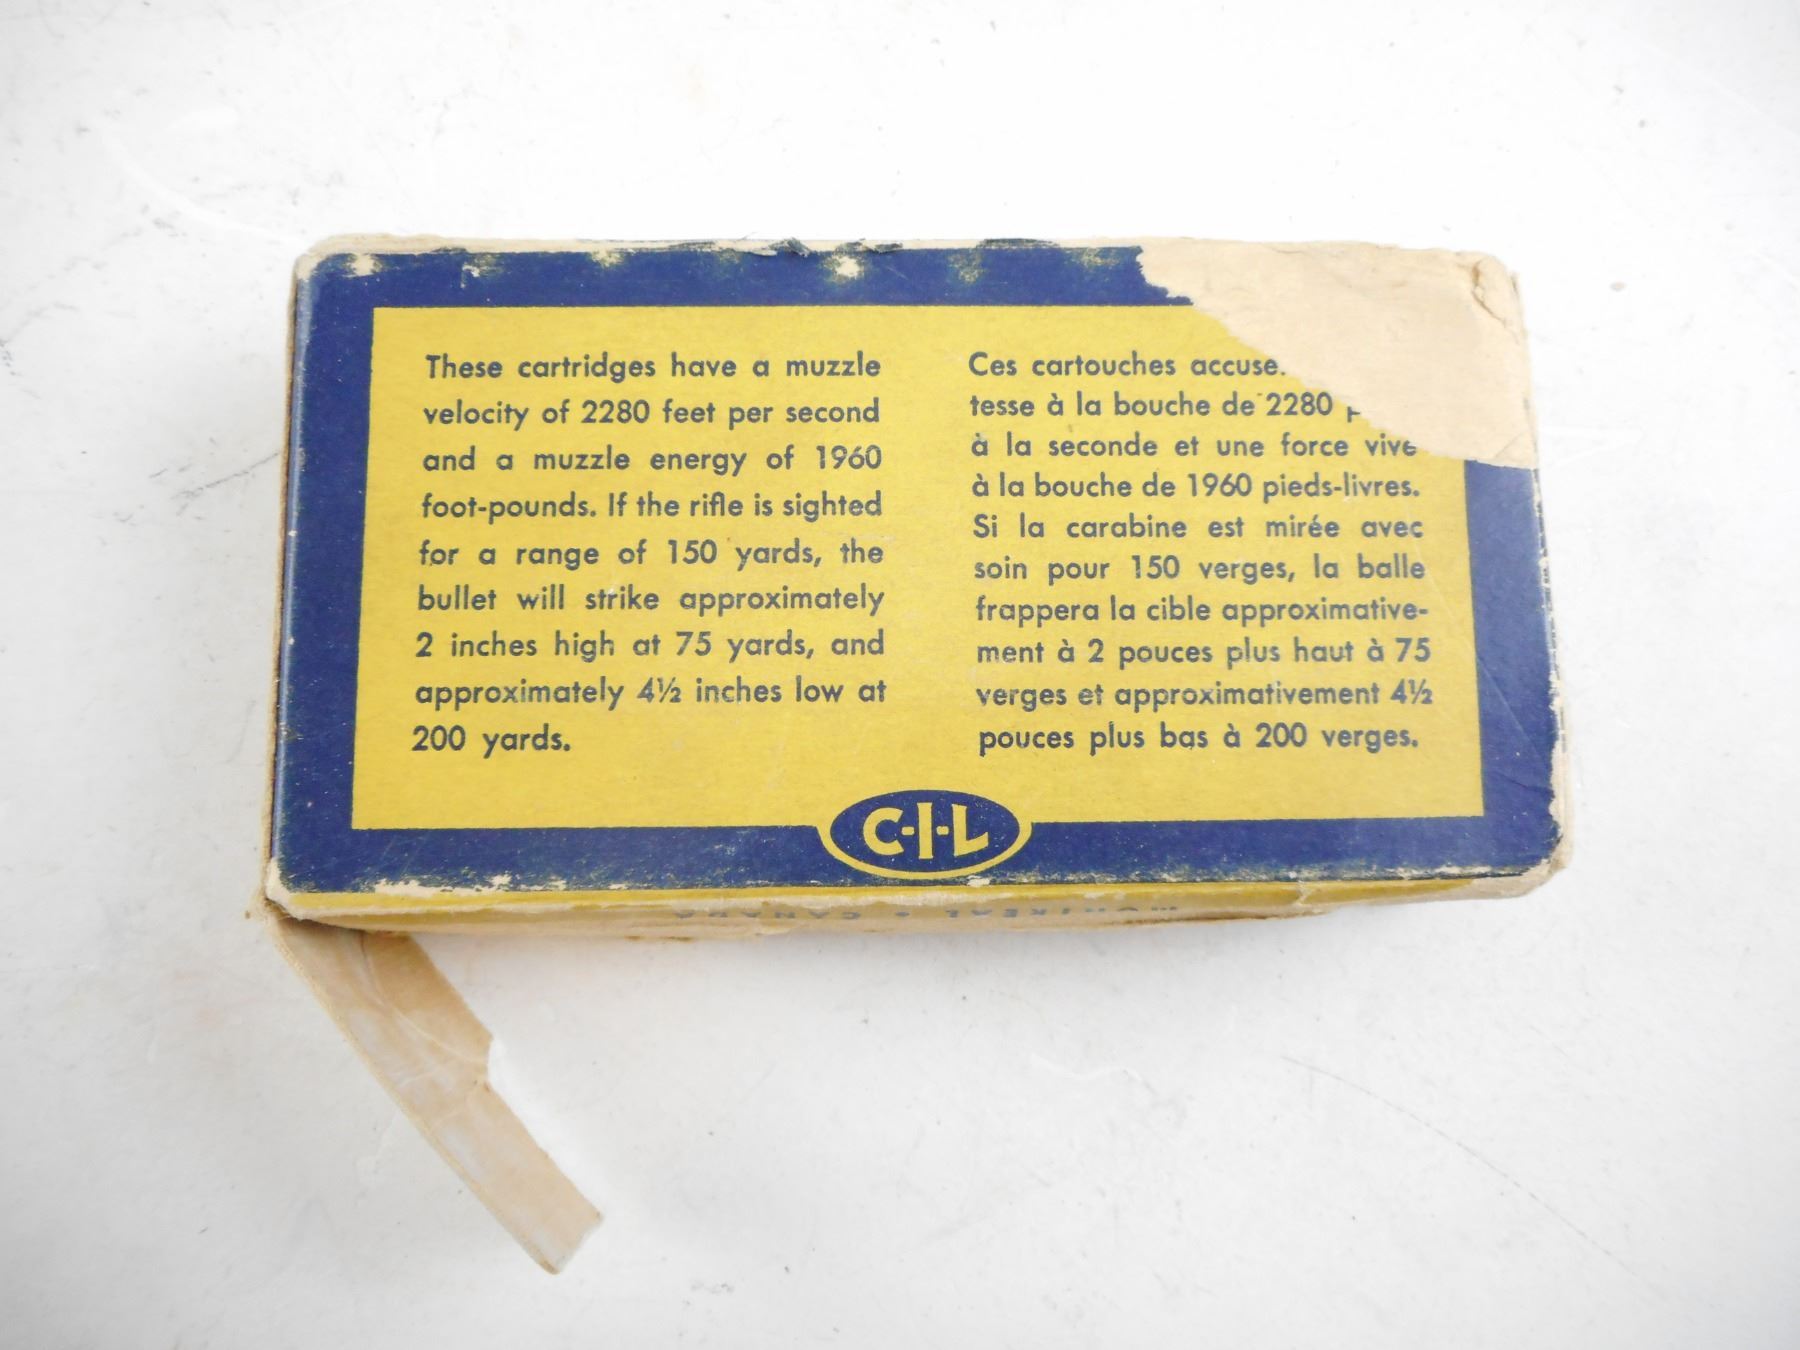 These cartridges have a muzzle
velocity of 2280 feet per second
and a muzzle energy of 1960
foot-pounds. If the rifle is sighted
for a range of 150 yards, the
bullet will strike approximately
2 inches high at 75 yards, and
approximately 4½ inches low at
200 yards.
Ces cartouches
tesse à la bouche de 2280
à la seconde et une force vive
à la bouche de 1960 pieds-livres.
Si la carabine est mirée avec
soin pour 150 verges, la balle
frappera la cible approximative-
ment à 2 pouces plus haut à 75
verges et approximativement 4½
pouces plus bas à 200 verges.
C-I-L
MONTREAL • CANADA